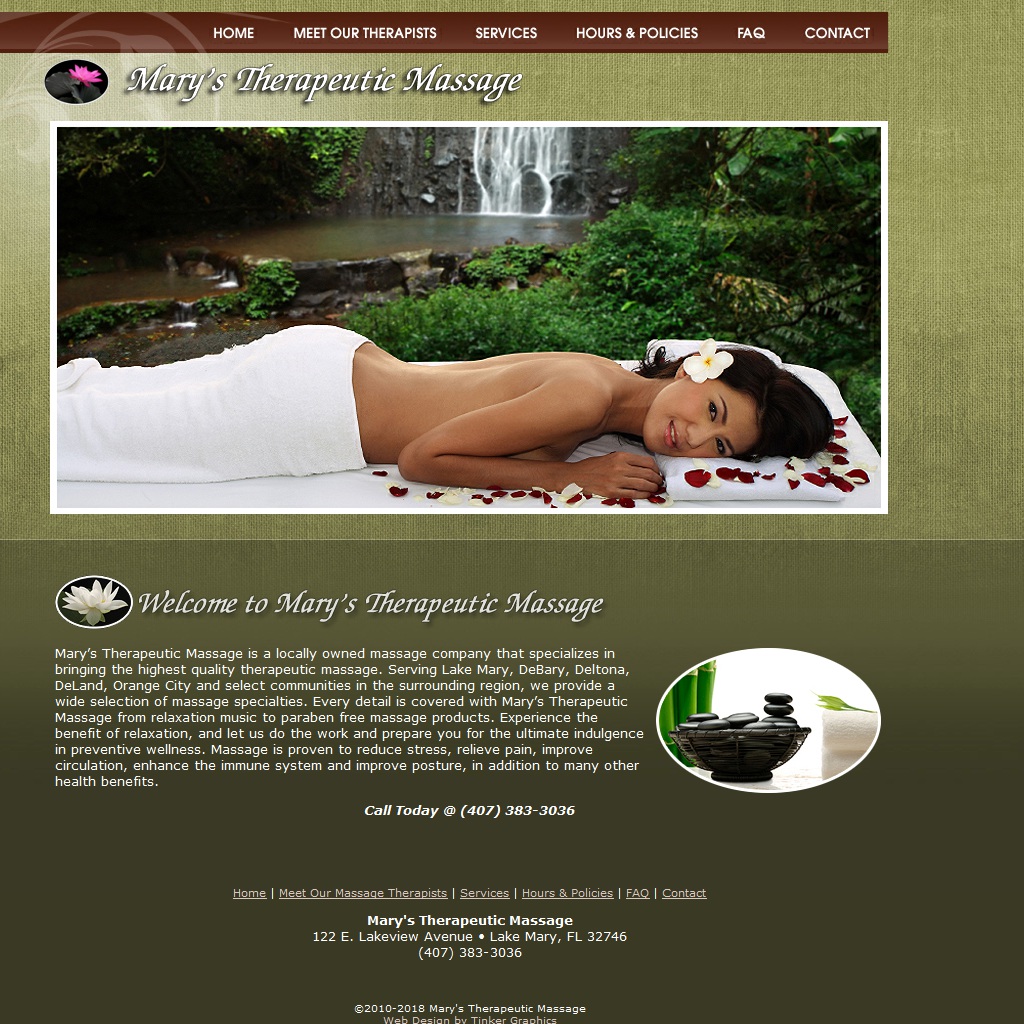 HOME MEET OUR THERAPISTS SERVICES HOURS & POLICIES FAQ CONTACT
Mary's Therapeutic Massage
Welcome to Mary's Therapeutic Massage
Mary’s Therapeutic Massage is a locally owned massage company that specializes in
bringing the highest quality therapeutic massage. Serving Lake Mary, DeBary, Deltona,
DeLand, Orange City and select communities in the surrounding region, we provide a
wide selection of massage specialties. Every detail is covered with Mary’s Therapeutic
Massage from relaxation music to paraben free massage products. Experience the
benefit of relaxation, and let us do the work and prepare you for the ultimate indulgence
in preventive wellness. Massage is proven to reduce stress, relieve pain, improve
circulation, enhance the immune system and improve posture, in addition to many other
health benefits.
Call Today @ (407) 383-3036
Home | Meet Our Massage Therapists | Services | Hours & Policies | FAQ | Contact
Mary's Therapeutic Massage
122 E. Lakeview Avenue • Lake Mary, FL 32746
(407) 383-3036
©2010-2018 Mary's Therapeutic Massage
Web Design by Tinker Graphics